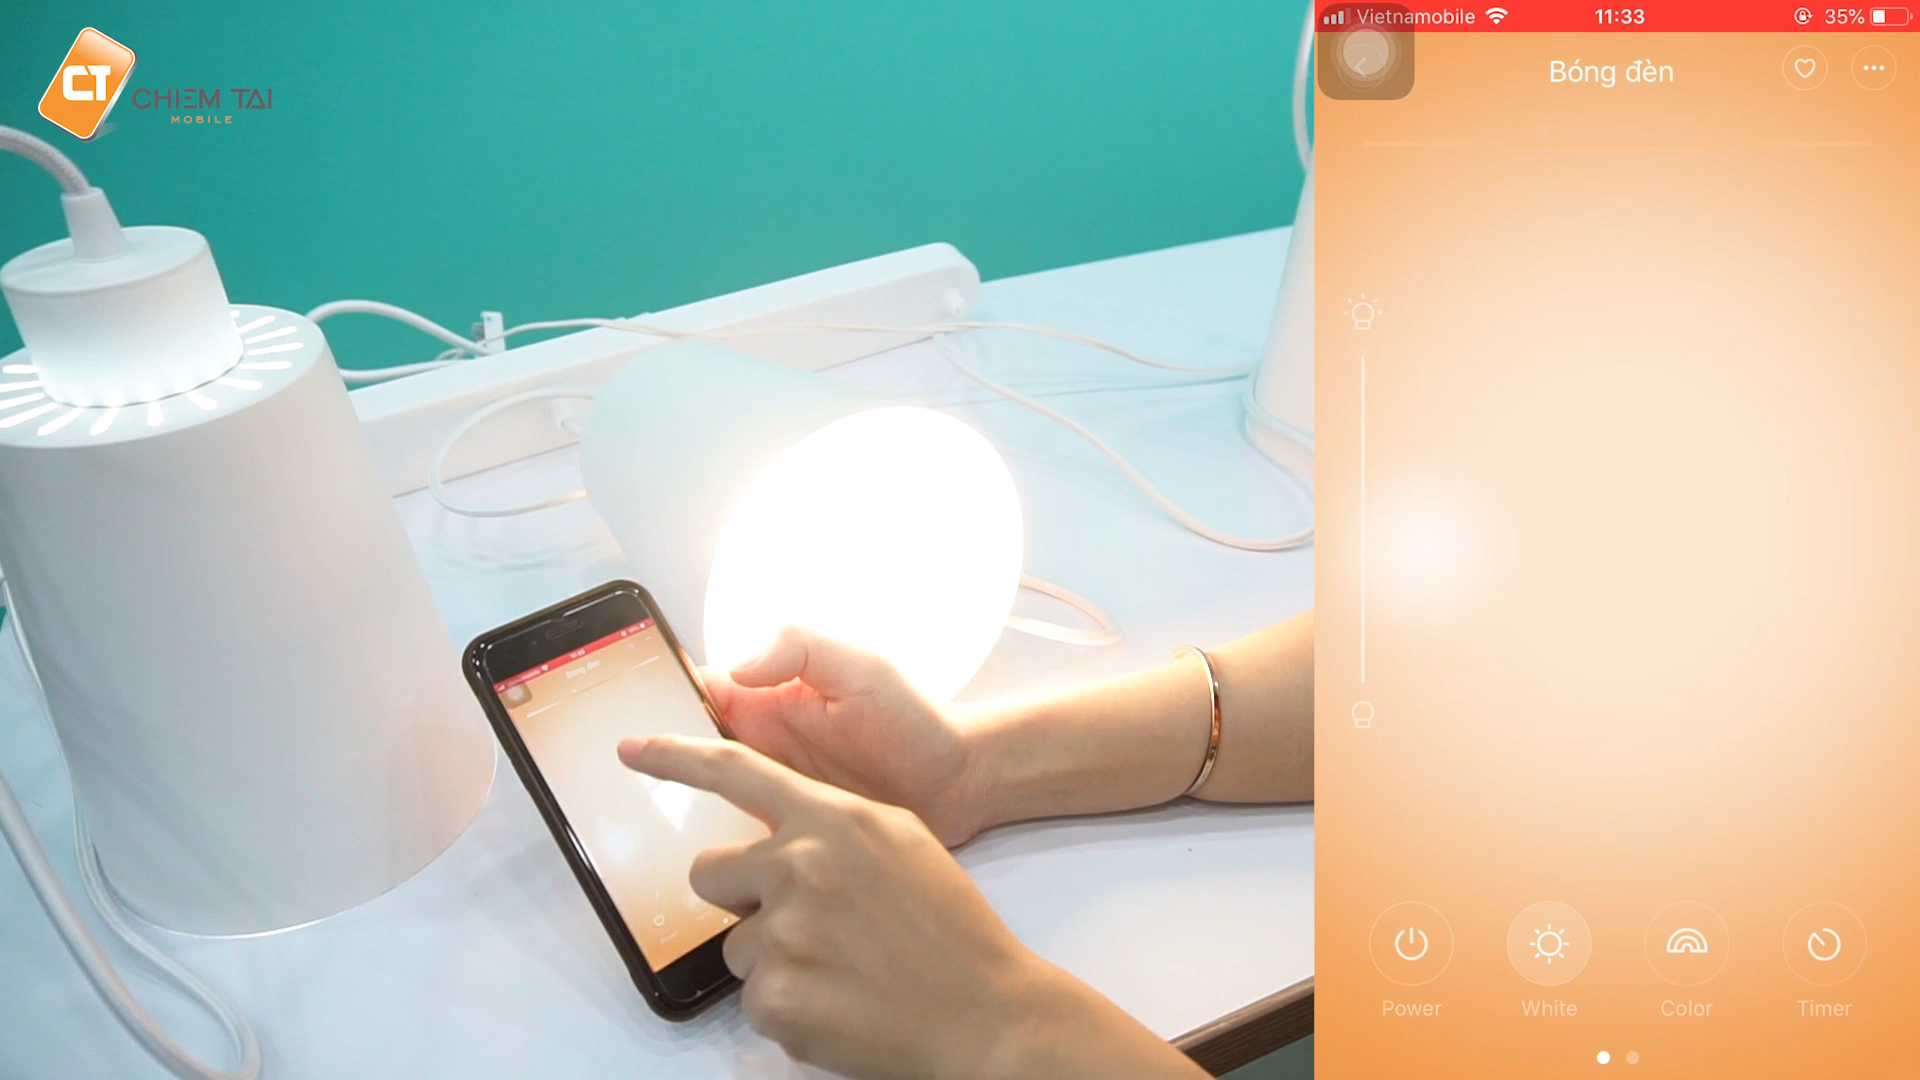 CT
CHIEM TAI
MOBILE
Vietnamobile
11:33
35%
Bóng đèn
Power
White
Color
Timer